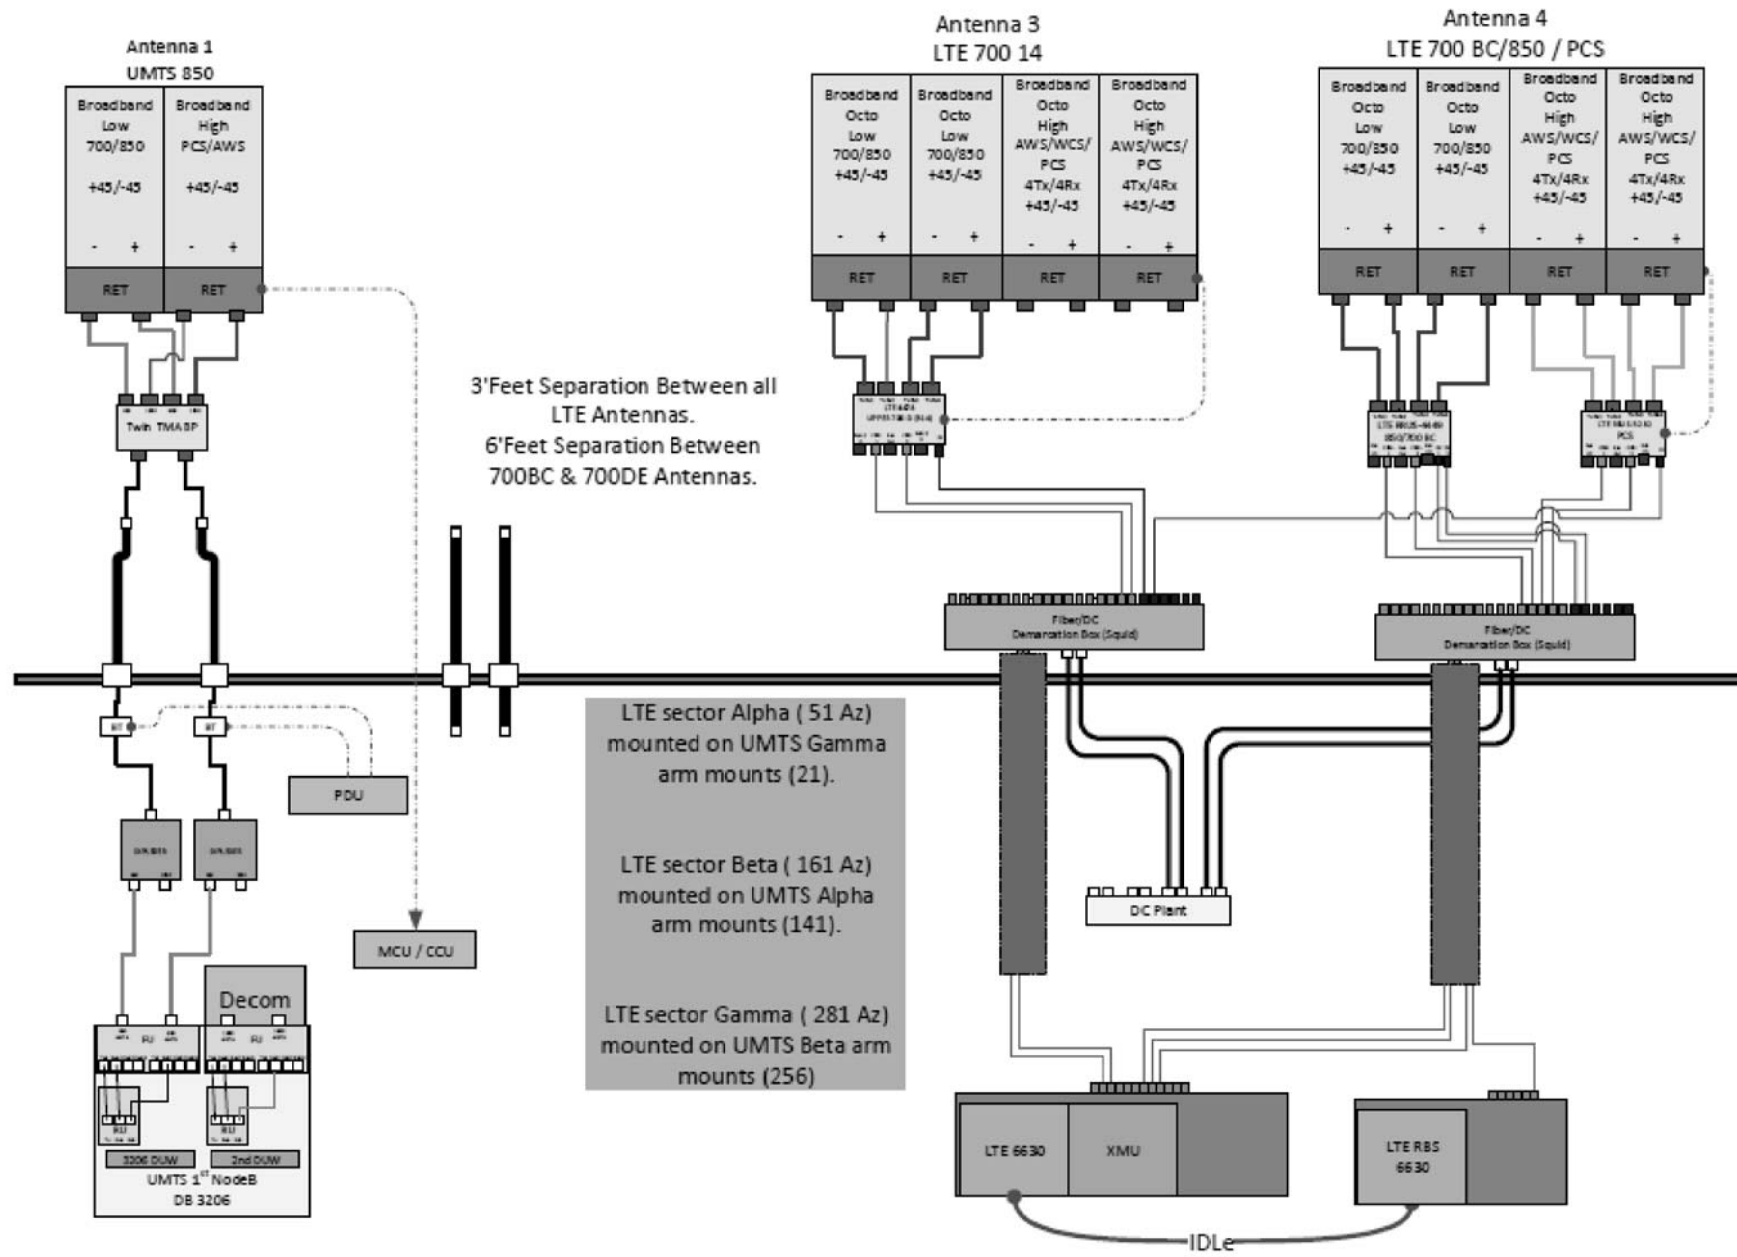 Antenna 1
UMTS 850
Broadband
Low
700/850
+45/-45
- +
Broadband
High
PCS/AWS
+45/-45
- +
RET
RET
Twin TMA BP
Antenna 3
LTE 700 14
Broadband
Octo
Low
700/850
+45/-45
- +
Broadband
Octo
Low
700/850
+45/-45
- +
Broadband
Octo
High
AWS/WCS/
PCS
4Tx/4Rx
+45/-45
- +
Broadband
Octo
High
AWS/WCS/
PCS
4Tx/4Rx
+45/-45
- +
RET
RET
RET
RET
Antenna 4
LTE 700 BC/850 / PCS
Broadband
Octo
Low
700/850
+45/-45
- +
Broadband
Octo
Low
700/850
+45/-45
- +
Broadband
Octo
High
AWS/WCS/
PCS
4Tx/4Rx
+45/-45
- +
Broadband
Octo
High
AWS/WCS/
PCS
4Tx/4Rx
+45/-45
- +
RET
RET
RET
RET
3'Feet Separation Between all
LTE Antennas.
6'Feet Separation Between
700BC & 700DE Antennas.
850/700 BC
PCS
Fiber/DC
Demarcation Box (Squid)
Fiber/DC
Demarcation Box (Squid)
BT
BT
PDU
MCU / CCU
LTE sector Alpha ( 51 Az)
mounted on UMTS Gamma
arm mounts (21).
LTE sector Beta ( 161 Az)
mounted on UMTS Alpha
arm mounts (141).
LTE sector Gamma ( 281 Az)
mounted on UMTS Beta arm
mounts (256)
DC Plant
Decom
FU
FU
RU
RU
3206 DUW
2nd DUW
UMTS 1ST NodeB
DB 3206
LTE 6630
XMU
LTE RBS
6630
IDLe